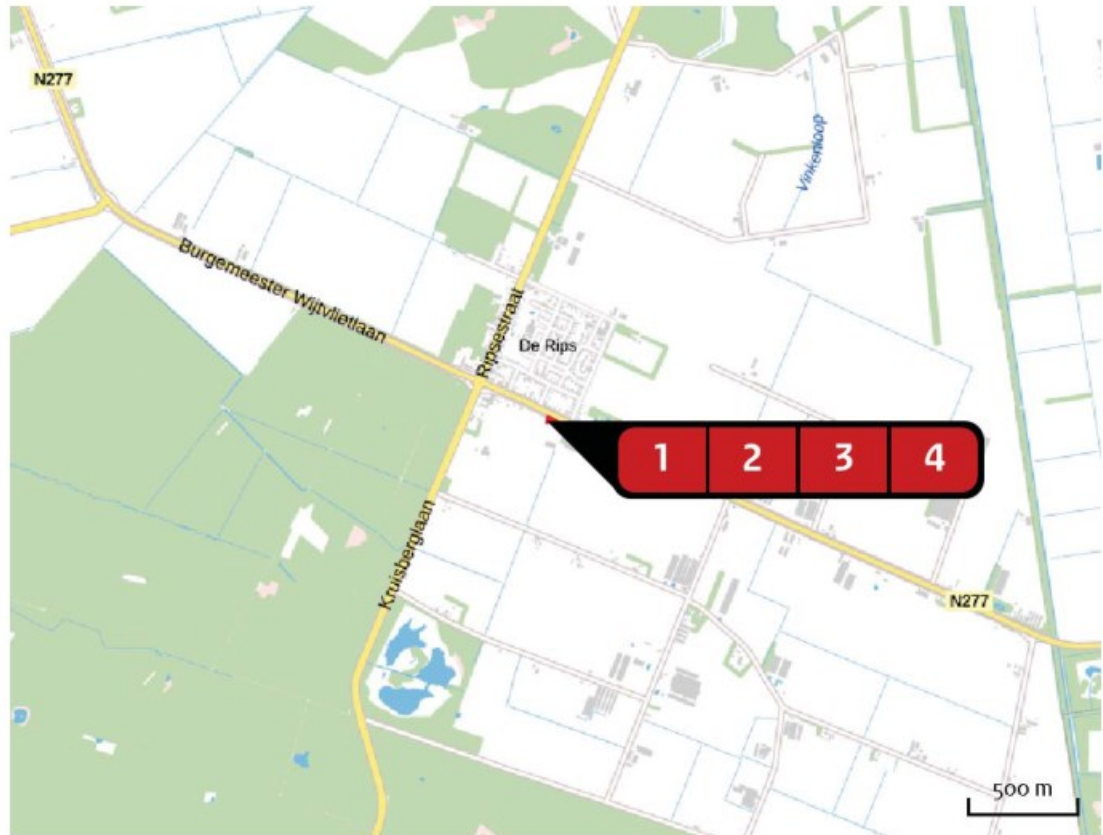 N277
Vinkenloop
Burgemeester Wijtvlietlaan
Ripsestraat
De Rips
1 2 3 4
Kruisberglaan
N277
500 m